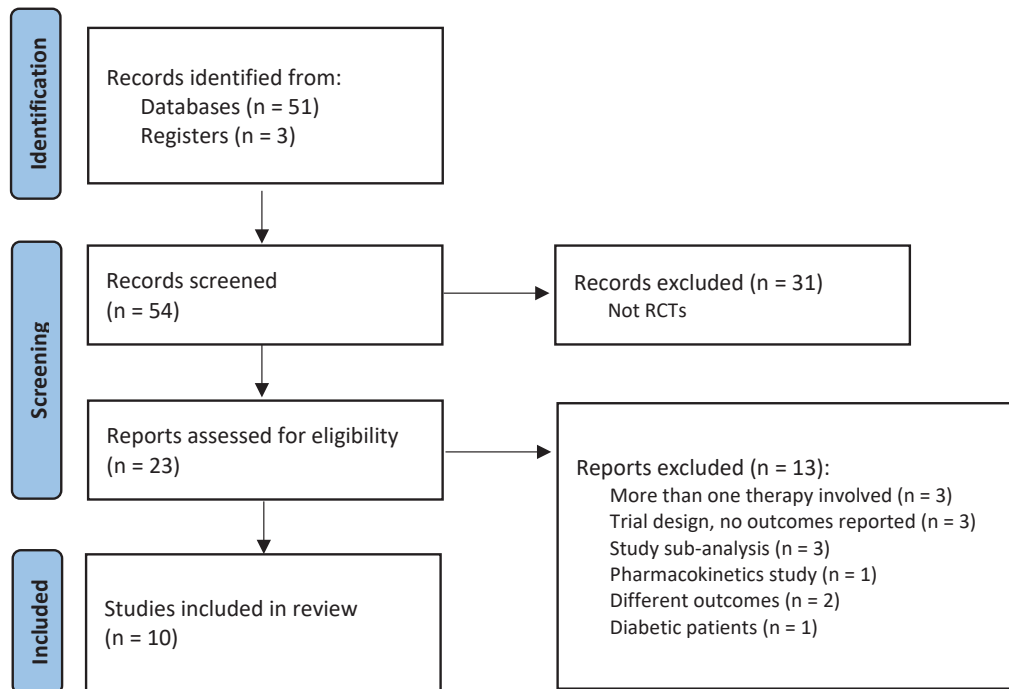 Identification
Records identified from:
Databases (n = 51)
Registers (n = 3)
Screening
Records screened
(n = 54)
Records excluded (n = 31)
Not RCTs
Reports assessed for eligibility
(n = 23)
Reports excluded (n = 13):
More than one therapy involved (n = 3)
Trial design, no outcomes reported (n = 3)
Study sub-analysis (n = 3)
Pharmacokinetics study (n = 1)
Different outcomes (n = 2)
Diabetic patients (n = 1)
Included
Studies included in review
(n = 10)